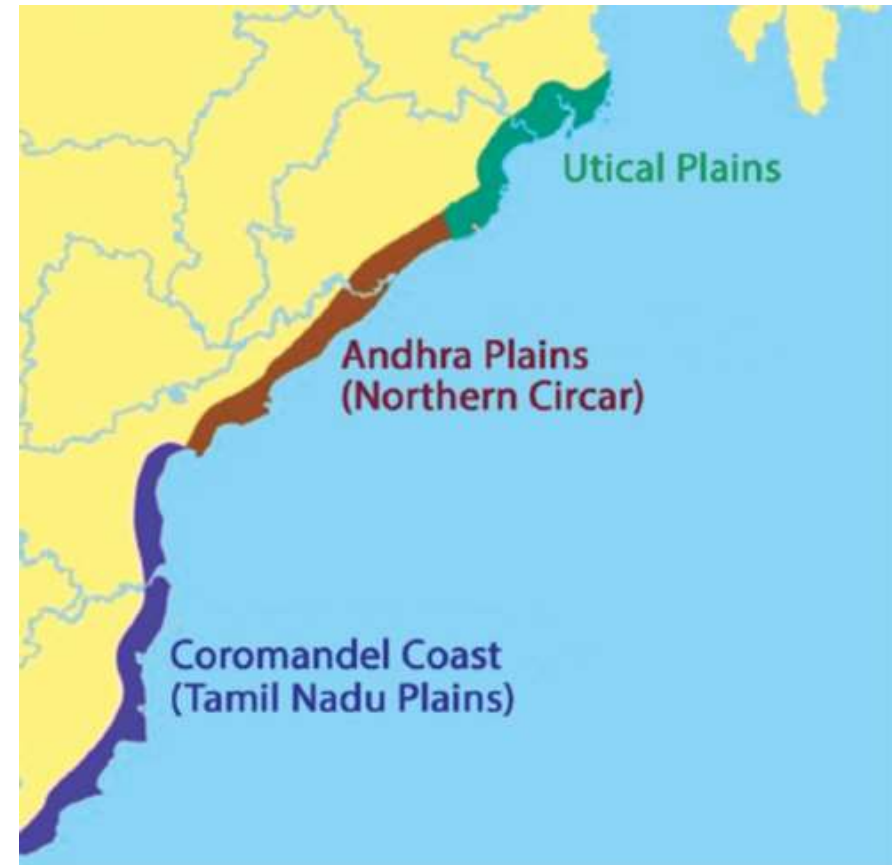 Utical Plains
Andhra Plains
(Northern Circar)
Coromandel Coast
(Tamil Nadu Plains)